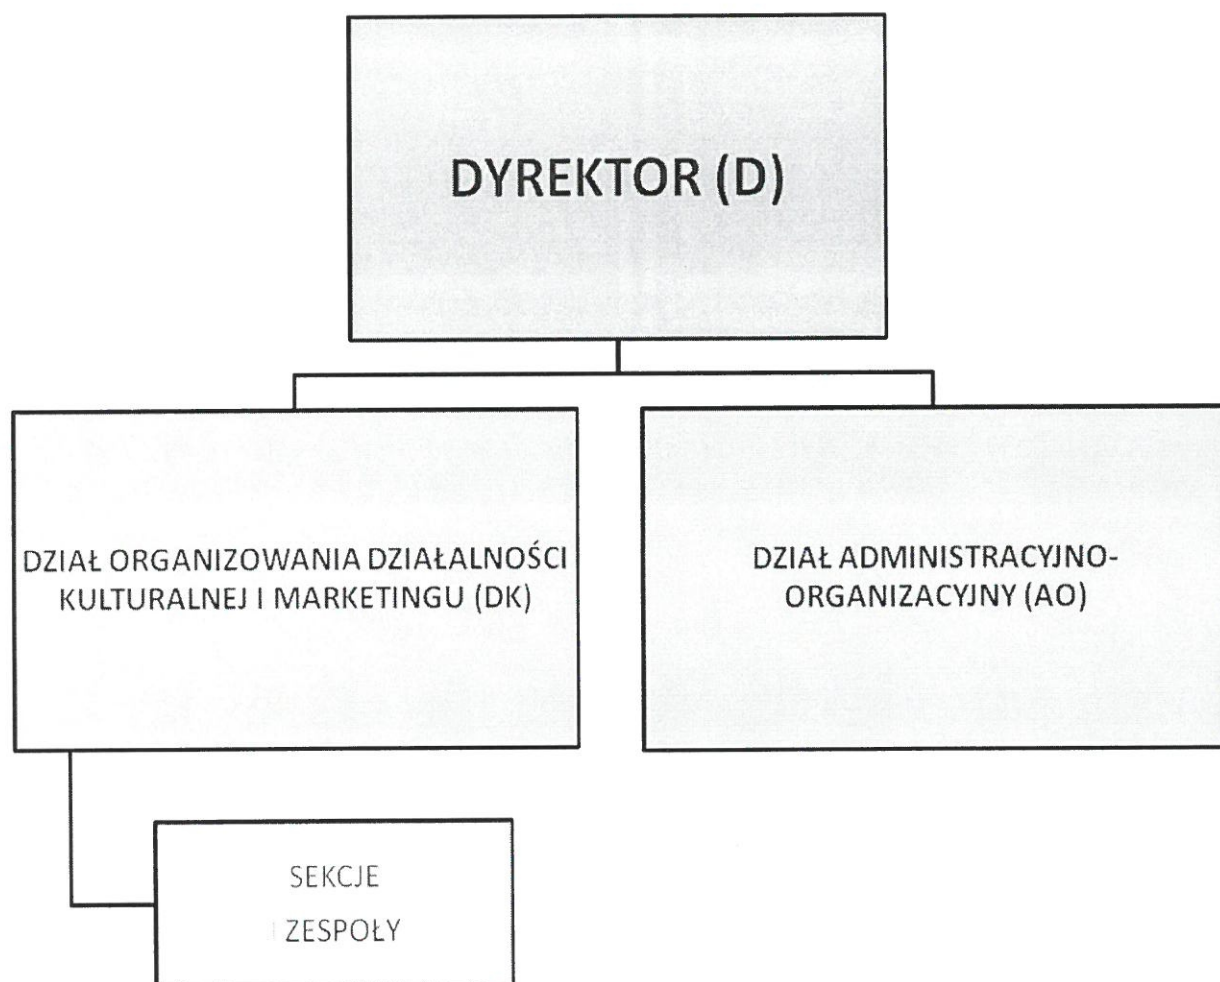 DYREKTOR (D)
DZIAŁ ORGANIZOWANIA DZIAŁALNOŚCI
KULTURALNEJ I MARKETINGU (DK)
DZIAŁ ADMINISTRACYJNO-
ORGANIZACYJNY (AO)
SEKCJE
I ZESPOŁY